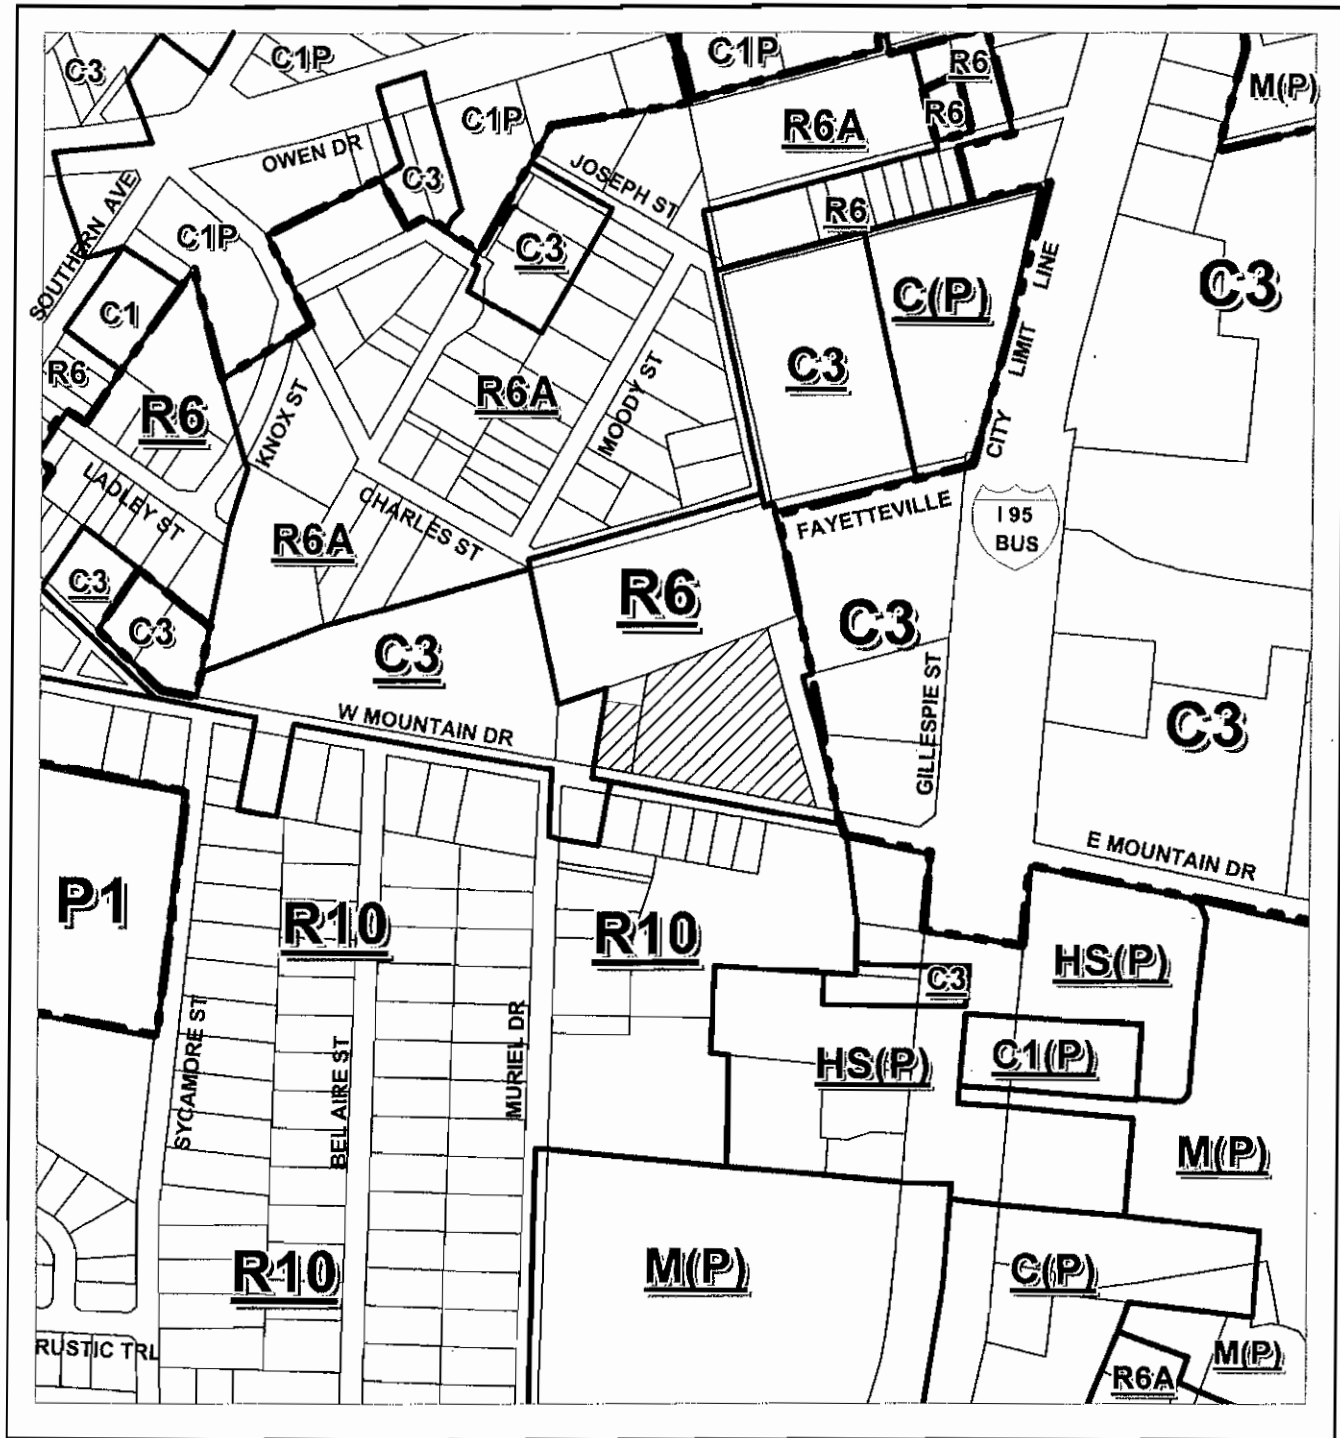 C3
C1P
C1P
R6
M(P)
C1P
R6
R6A
OWEN DR
C3
JOSEPH ST
SOUTHERN AVE
C1P
C3
R6
C1
C(P)
CITY LIMIT LINE
C3
R6
R6
R6A
C3
MOODY ST
KNOX ST
LADLEY ST
CHARLES ST
FAYETTEVILLE
I 95
BUS
R6A
C3
C3
R6
C3
C3
GILLESPIE ST
C3
W MOUNTAIN DR
E MOUNTAIN DR
P1
R10
R10
HS(P)
C3
SYCAMORE ST
BEL AIRE ST
MURIEL DR
HS(P)
C1(P)
M(P)
R10
M(P)
C(P)
RUSTIC TRL
M(P)
R6A